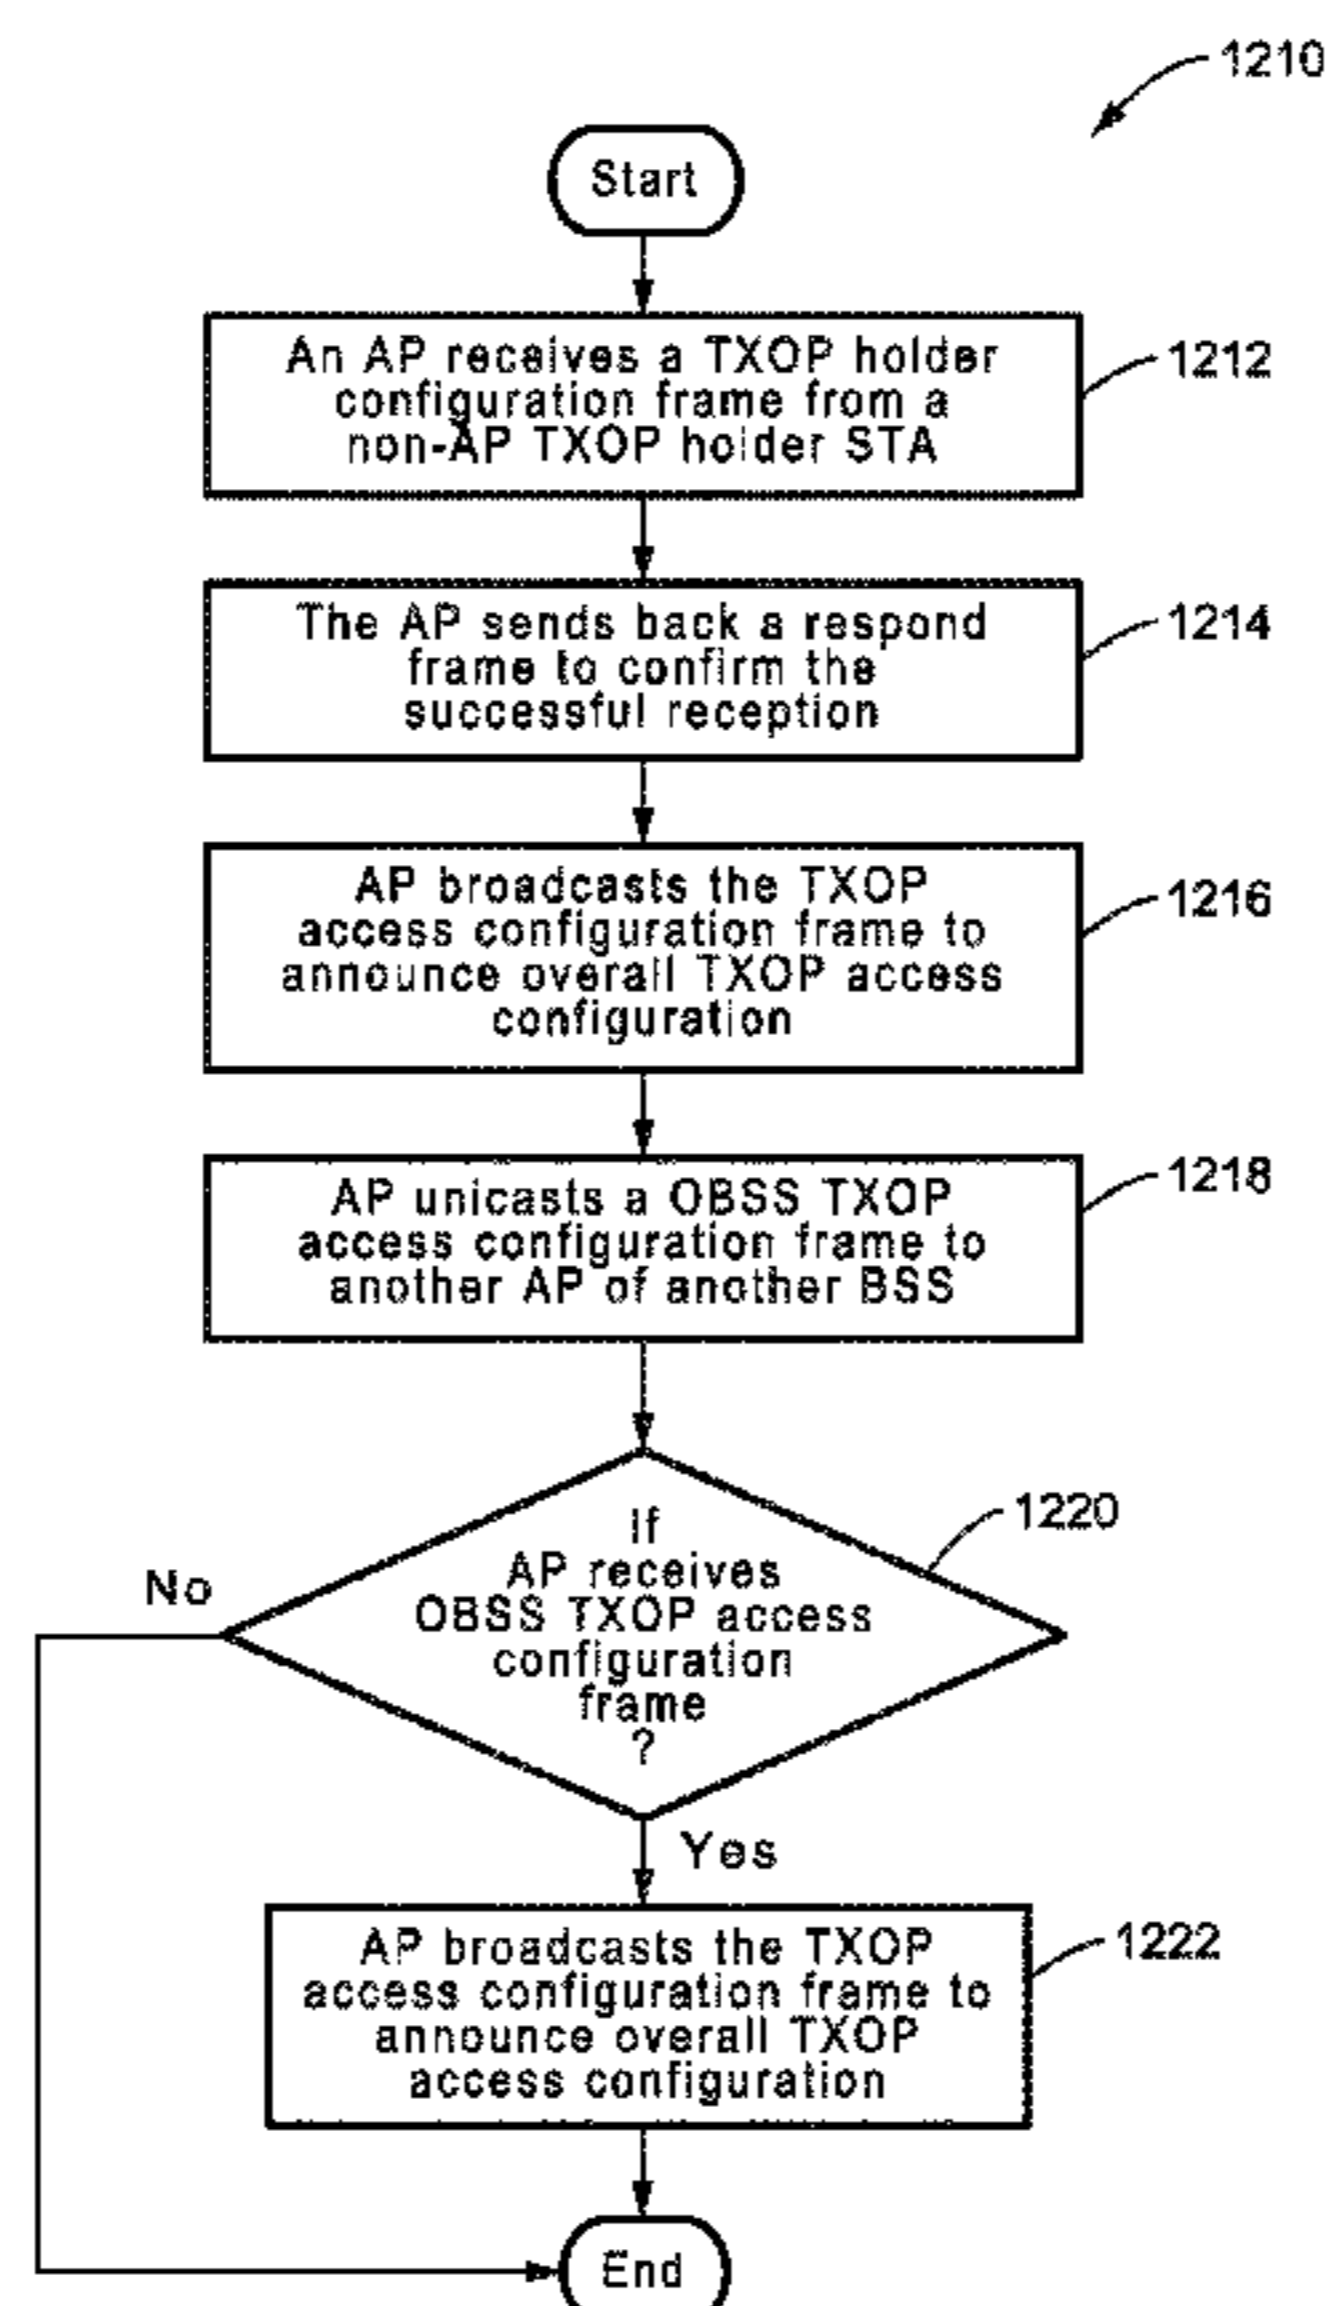 1210
Start
An AP receives a TXOP holder
configuration frame from a
non-AP TXOP holder STA
1212
The AP sends back a respond
frame to confirm the
successful reception
1214
AP broadcasts the TXOP
access configuration frame to
announce overall TXOP access
configuration
1216
AP unicasts a OBSS TXOP
access configuration frame to
another AP of another BSS
1218
If
AP receives
OBSS TXOP access
configuration
frame
?
1220
No
Yes
AP broadcasts the TXOP
access configuration frame to
announce overall TXOP
access configuration
1222
End